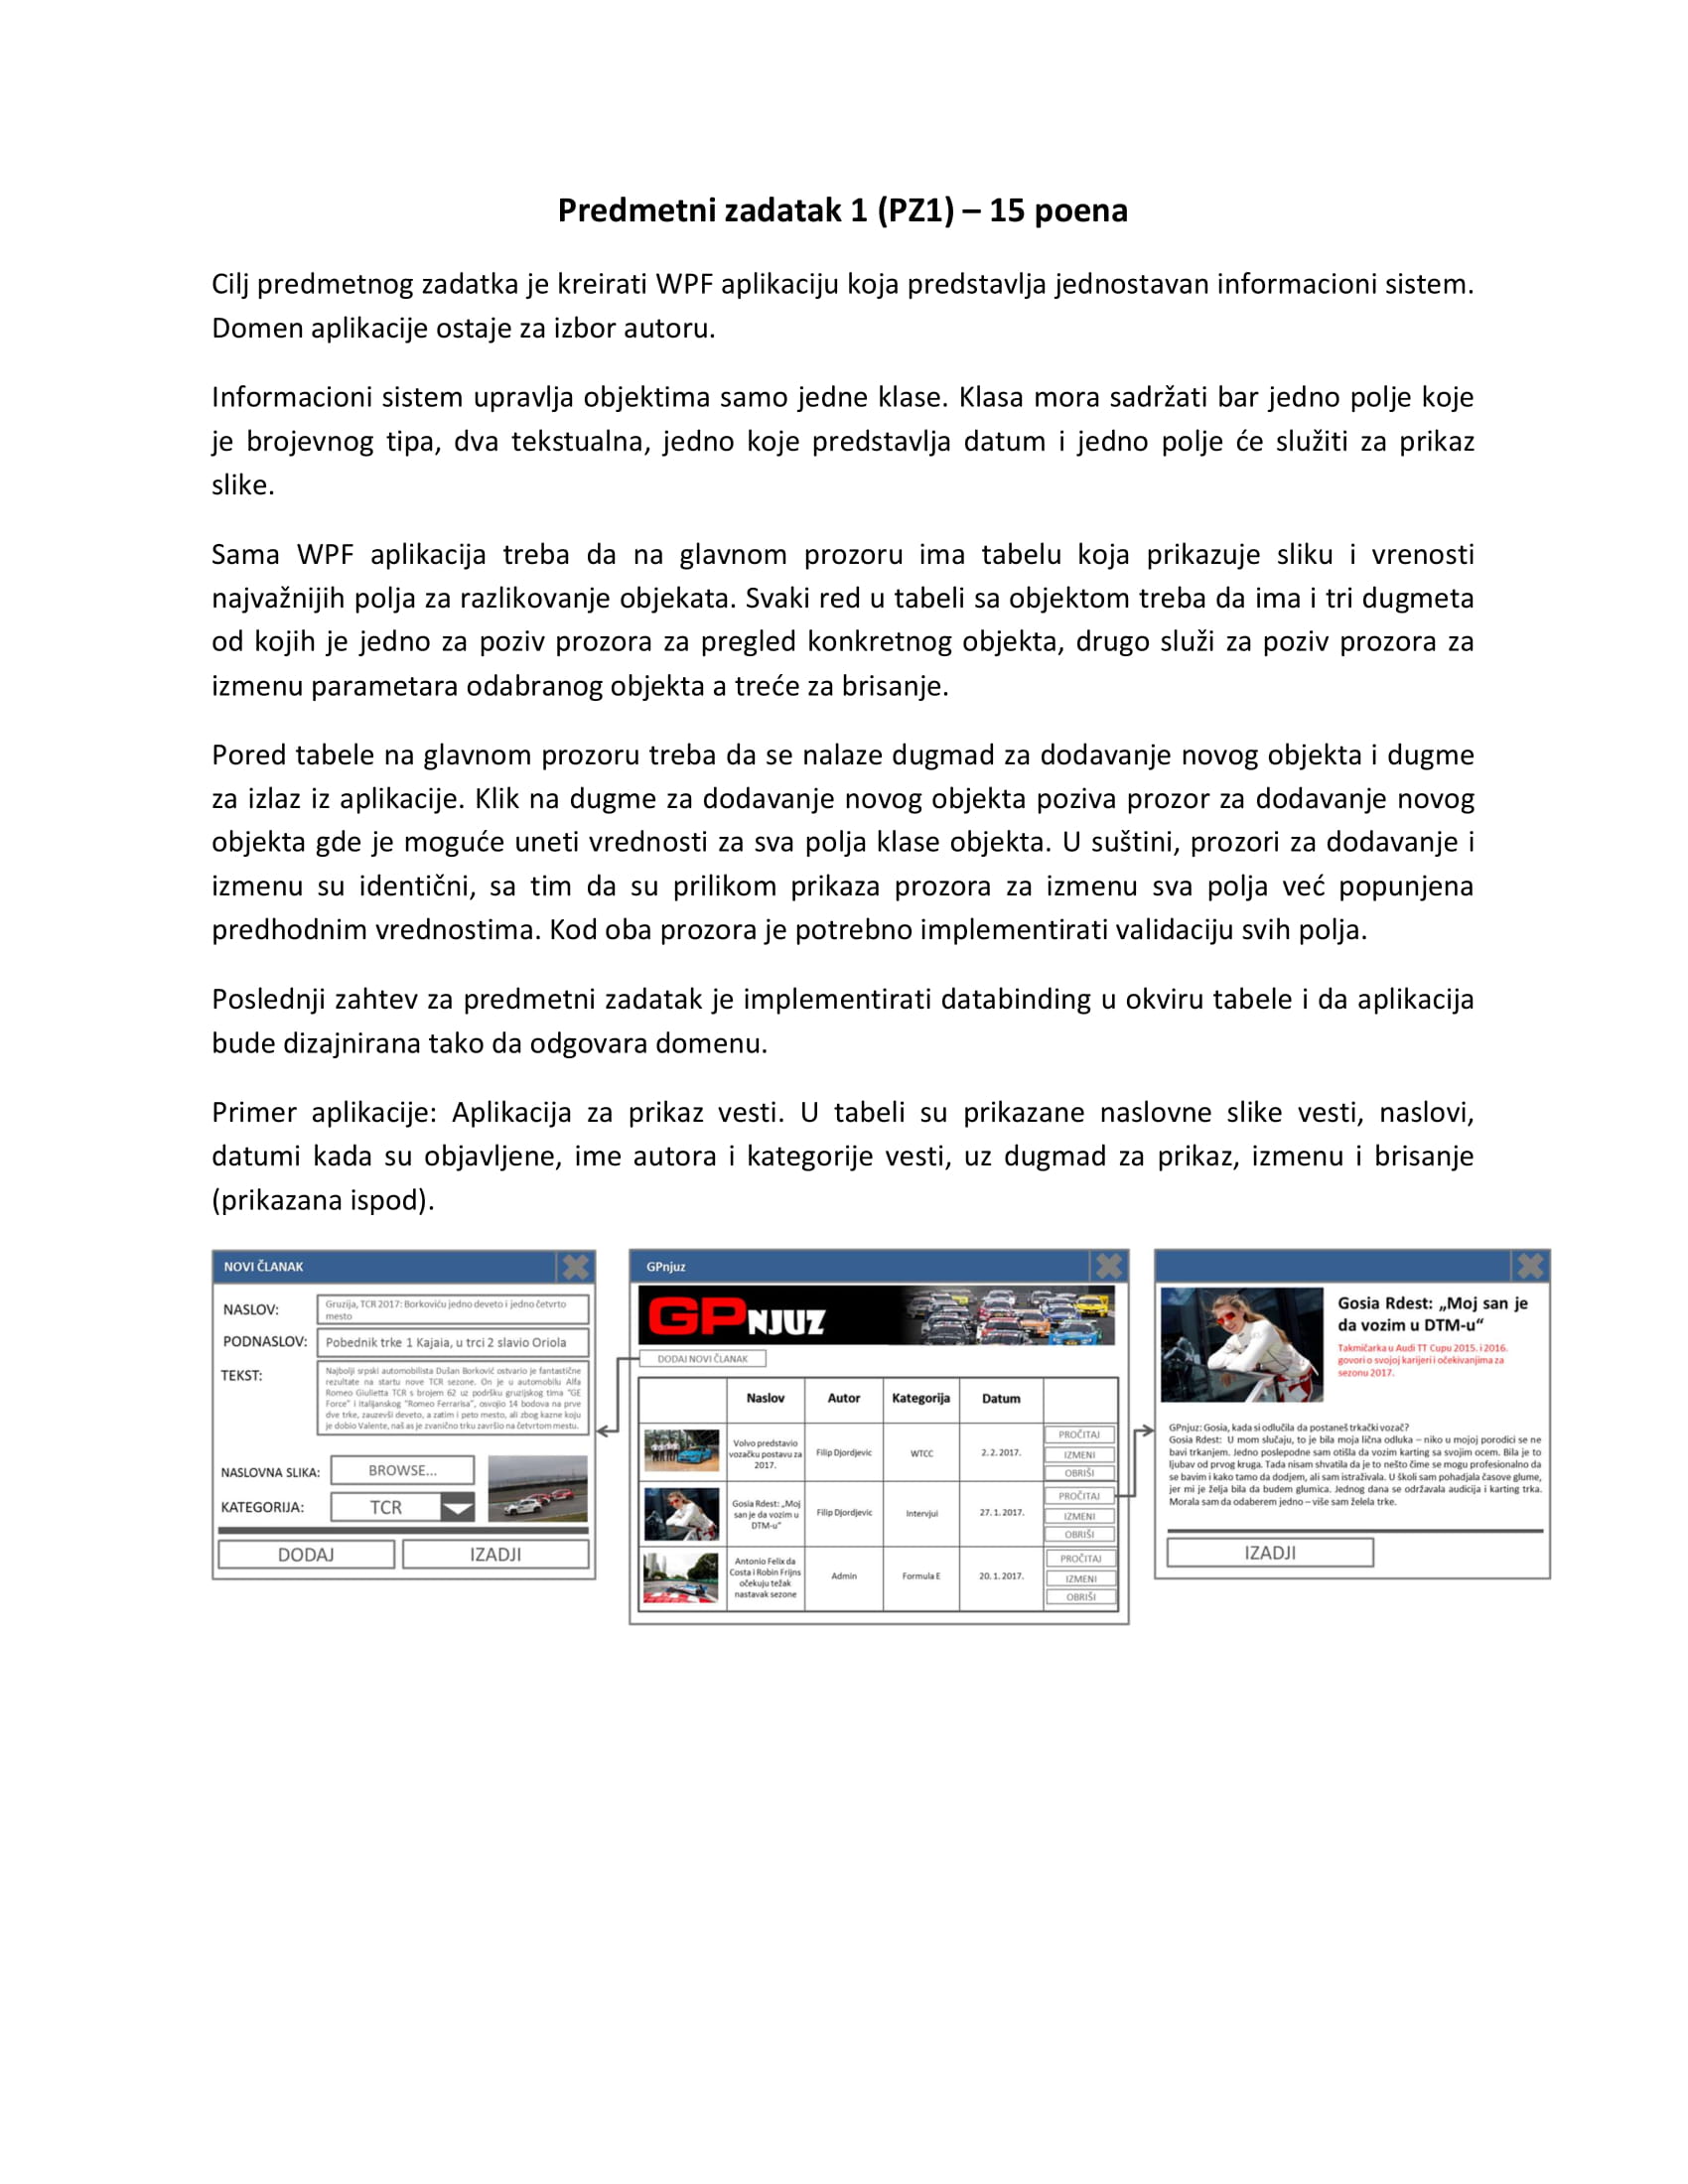 Predmetni zadatak 1 (PZ1) – 15 poena
Cilj predmetnog zadatka je kreirati WPF aplikaciju koja predstavlja jednostavan informacioni sistem.
Domen aplikacije ostaje za izbor autoru.
Informacioni sistem upravlja objektima samo jedne klase. Klasa mora sadržati bar jedno polje koje
je brojevnog tipa, dva tekstualna, jedno koje predstavlja datum i jedno polje će služiti za prikaz
slike.
Sama WPF aplikacija treba da na glavnom prozoru ima tabelu koja prikazuje sliku i vrenosti
najvažnijih polja za razlikovanje objekata. Svaki red u tabeli sa objektom treba da ima i tri dugmeta
od kojih je jedno za poziv prozora za pregled konkretnog objekta, drugo služi za poziv prozora za
izmenu parametara odabranog objekta a treće za brisanje.
Pored tabele na glavnom prozoru treba da se nalaze dugmad za dodavanje novog objekta i dugme
za izlaz iz aplikacije. Klik na dugme za dodavanje novog objekta poziva prozor za dodavanje novog
objekta gde je moguće uneti vrednosti za sva polja klase objekta. U suštini, prozori za dodavanje i
izmenu su identični, sa tim da su prilikom prikaza prozora za izmenu sva polja već popunjena
predhodnim vrednostima. Kod oba prozora je potrebno implementirati validaciju svih polja.
Poslednji zahtev za predmetni zadatak je implementirati databinding u okviru tabele i da aplikacija
bude dizajnirana tako da odgovara domenu.
Primer aplikacije: Aplikacija za prikaz vesti. U tabeli su prikazane naslovne slike vesti, naslovi,
datumi kada su objavljene, ime autora i kategorije vesti, uz dugmad za prikaz, izmenu i brisanje
(prikazana ispod).
NOVI ČLANAK
NASLOV:
Gruzija, TCR 2017: Borkoviću jedno deveto i jedno četvrto
mesto
PODNASLOV:
Pobednik trke 1 Kajaia, u trci 2 slavio Oriola
TEKST:
Najbolji srpski automobilista Dušan Borković ostvario je fantastične
rezultate na startu nove TCR sezone. On je u automobilu Alfa
Romeo Giulietta TCR s brojem 62 uz podršku gruzijskog tima "GE
Force" i italijanskog "Romeo Ferrarisa", osvojio 14 bodova na prve
dve trke, zauzevši deveto, a zatim i peto mesto, ali zbog kazne koju
je dobio Valente, naš as je zvanično trku završio na četvrtom mestu.
NASLOVNA SLIKA:
BROWSE...
KATEGORIJA:
TCR
DODAJ
IZADJI
GPnjuz
GPNJUZ
DODAJ NOVI ČLANAK
Naslov
Autor
Kategorija
Datum
Volvo predstavio
vozačku postavu za
2017.
Filip Djordjevic
WTCC
2.2.2017.
PROČITAJ
IZMENI
OBRIŠI
Gosia Rdest: „Moj
san je da vozim u
DTM-u“
Filip Djordjevic
Intervjui
27.1.2017.
PROČITAJ
IZMENI
OBRIŠI
Antonio Felix da
Costa i Robin Frijns
očekuju težak
nastavak sezone
Admin
Formula E
20.1.2017.
PROČITAJ
IZMENI
OBRIŠI
Gosia Rdest: „Moj san je
da vozim u DTM-u“
Takmičarka u Audi TT Cupu 2015. i 2016.
govori o svojoj karijeri i očekivanjima za
sezonu 2017.
GPnjuz: Gosia, kada si odlučila da postaneš trkački vozač?
Gosia Rdest: U mom slučaju, to je bila moja lična odluka – niko u mojoj porodici se ne
bavi trkanjem. Jedno poslepodne sam otišla da vozim karting sa svojim ocem. Bila je to
ljubav od prvog kruga. Tada nisam shvatila da je to nešto čime se mogu profesionalno da
se bavim i kako tamo da dodjem, ali sam istraživala. U školi sam pohadjala časove glume,
jer mi je želja bila da budem glumica. Jednog dana se održavala audicija i karting trka.
Morala sam da odaberem jedno – više sam želela trke.
IZADJI